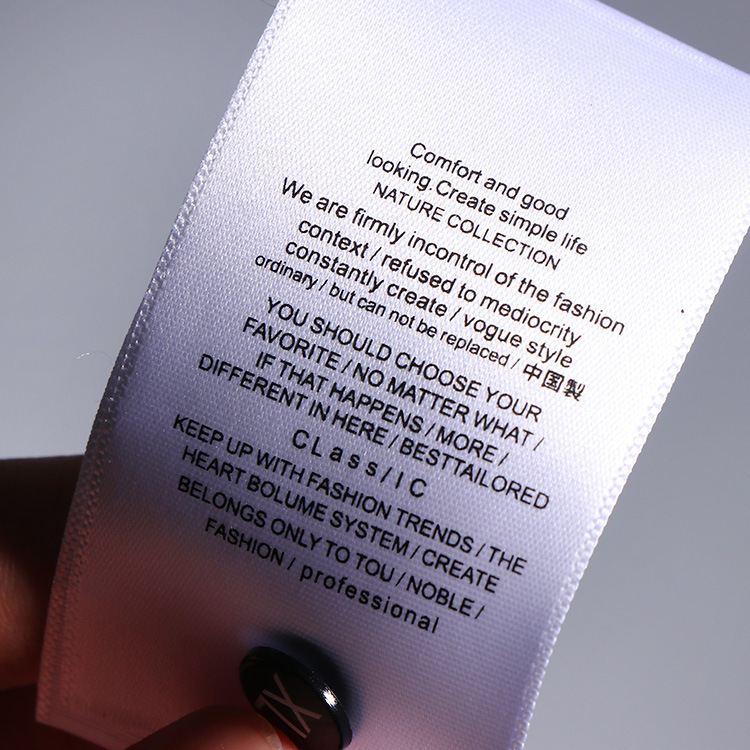 Comfort and good
looking.Create simple life
NATURE COLLECTION
We are firmly incontrol of the fashion
context / refused to mediocrity
constantly create / vogue style
ordinary / but can not be replaced / 中国製
YOU SHOULD CHOOSE YOUR
FAVORITE / NO MATTER WHAT /
IF THAT HAPPENS / MORE /
DIFFERENT IN HERE / BESTTAILORED
CLass/IC
KEEP UP WITH FASHION TRENDS / THE
HEART BOLUME SYSTEM / CREATE
BELONGS ONLY TO TOU / NOBLE /
FASHION / professional
XL